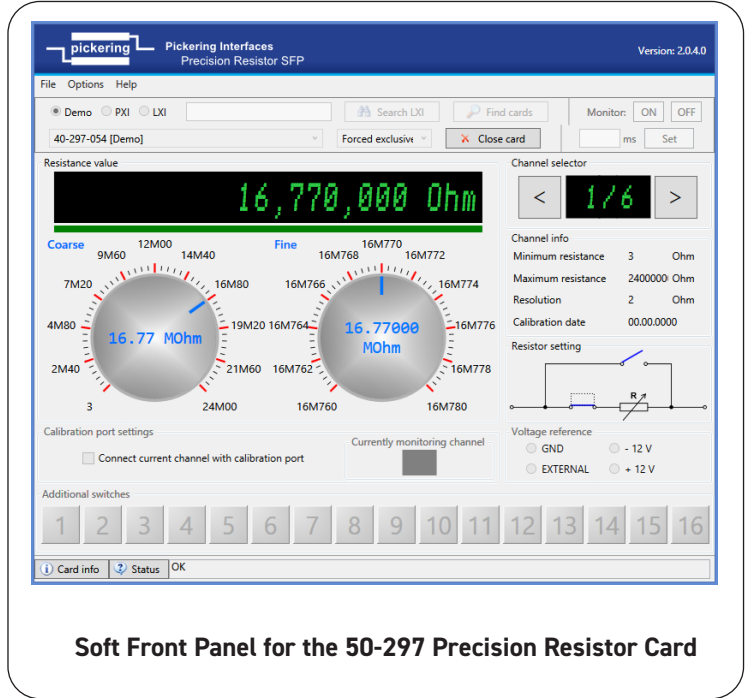 pickering
Pickering Interfaces
Precision Resistor SFP
Version: 2.0.4.0
File Options Help
Demo PXI LXI Search LXI Find cards Monitor: ON OFF
40-297-054 [Demo] Forced exclusive Close card ms Set
Resistance value
16,770,000 Ohm
Channel selector
< 1/6 >
Coarse
3
2M40
4M80
7M20
9M60
12M00
14M40
16M80
19M20
21M60
24M00
16.77 MOhm
Fine
16M760
16M762
16M764
16M766
16M768
16M770
16M772
16M774
16M776
16M778
16M780
16.77000
MOhm
Channel info
Minimum resistance 3 Ohm
Maximum resistance 2400000 Ohm
Resolution 2 Ohm
Calibration date 00.00.0000
Resistor setting
R
Calibration port settings
Connect current channel with calibration port
Currently monitoring channel
Voltage reference
GND - 12 V
EXTERNAL + 12 V
Additional switches
1 2 3 4 5 6 7 8 9 10 11 12 13 14 15 16
Card info Status OK
Soft Front Panel for the 50-297 Precision Resistor Card